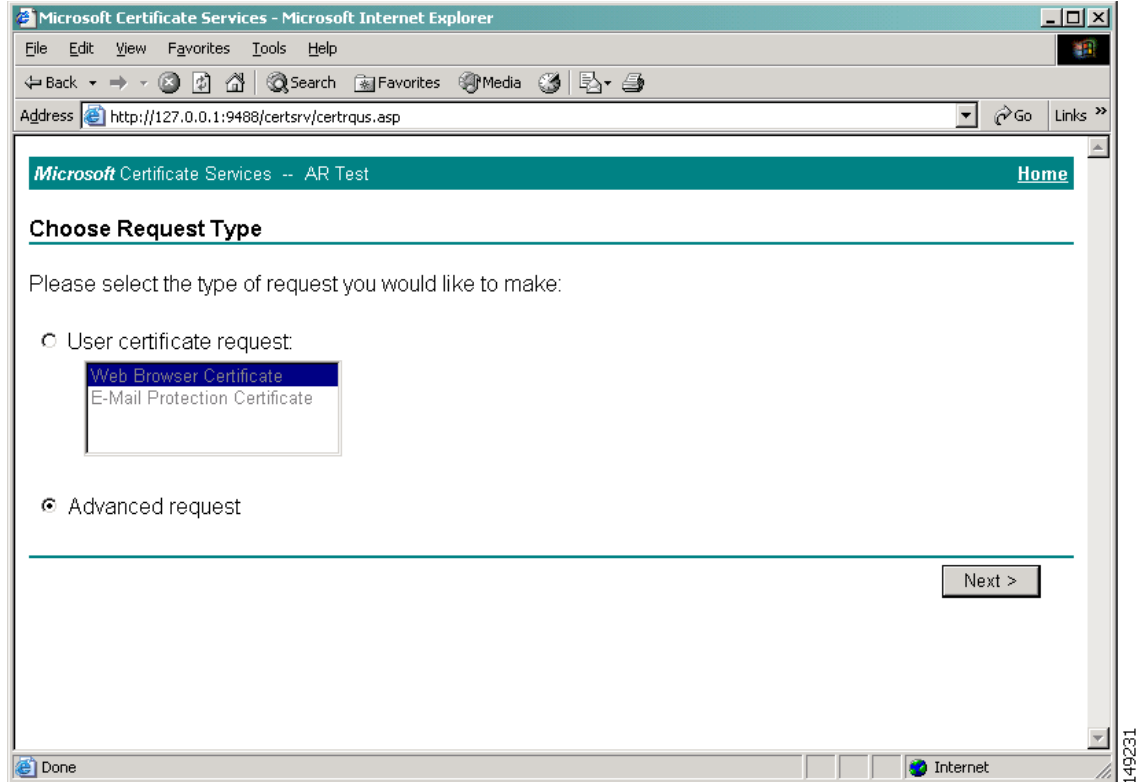 Microsoft Certificate Services - Microsoft Internet Explorer
File Edit View Favorites Tools Help
Back Search Favorites Media
Address http://127.0.0.1:9488/certsrv/certrqus.asp Go Links »
Microsoft Certificate Services -- AR Test Home
Choose Request Type
Please select the type of request you would like to make:
User certificate request:
Web Browser Certificate
E-Mail Protection Certificate
Advanced request
Next >
Done Internet
149231